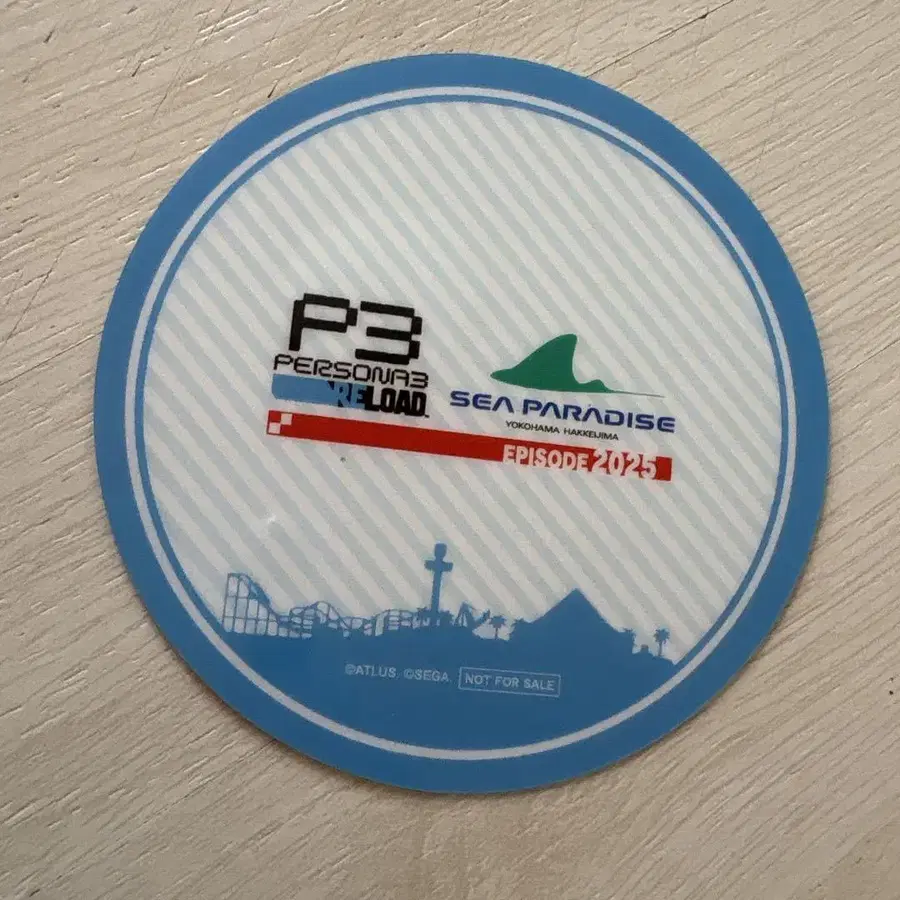 P3
PERSONA3
RELOAD
SEA PARADISE
YOKOHAMA HAKKEIJIMA
EPISODE 2025
©ATLUS. ©SEGA. NOT FOR SALE